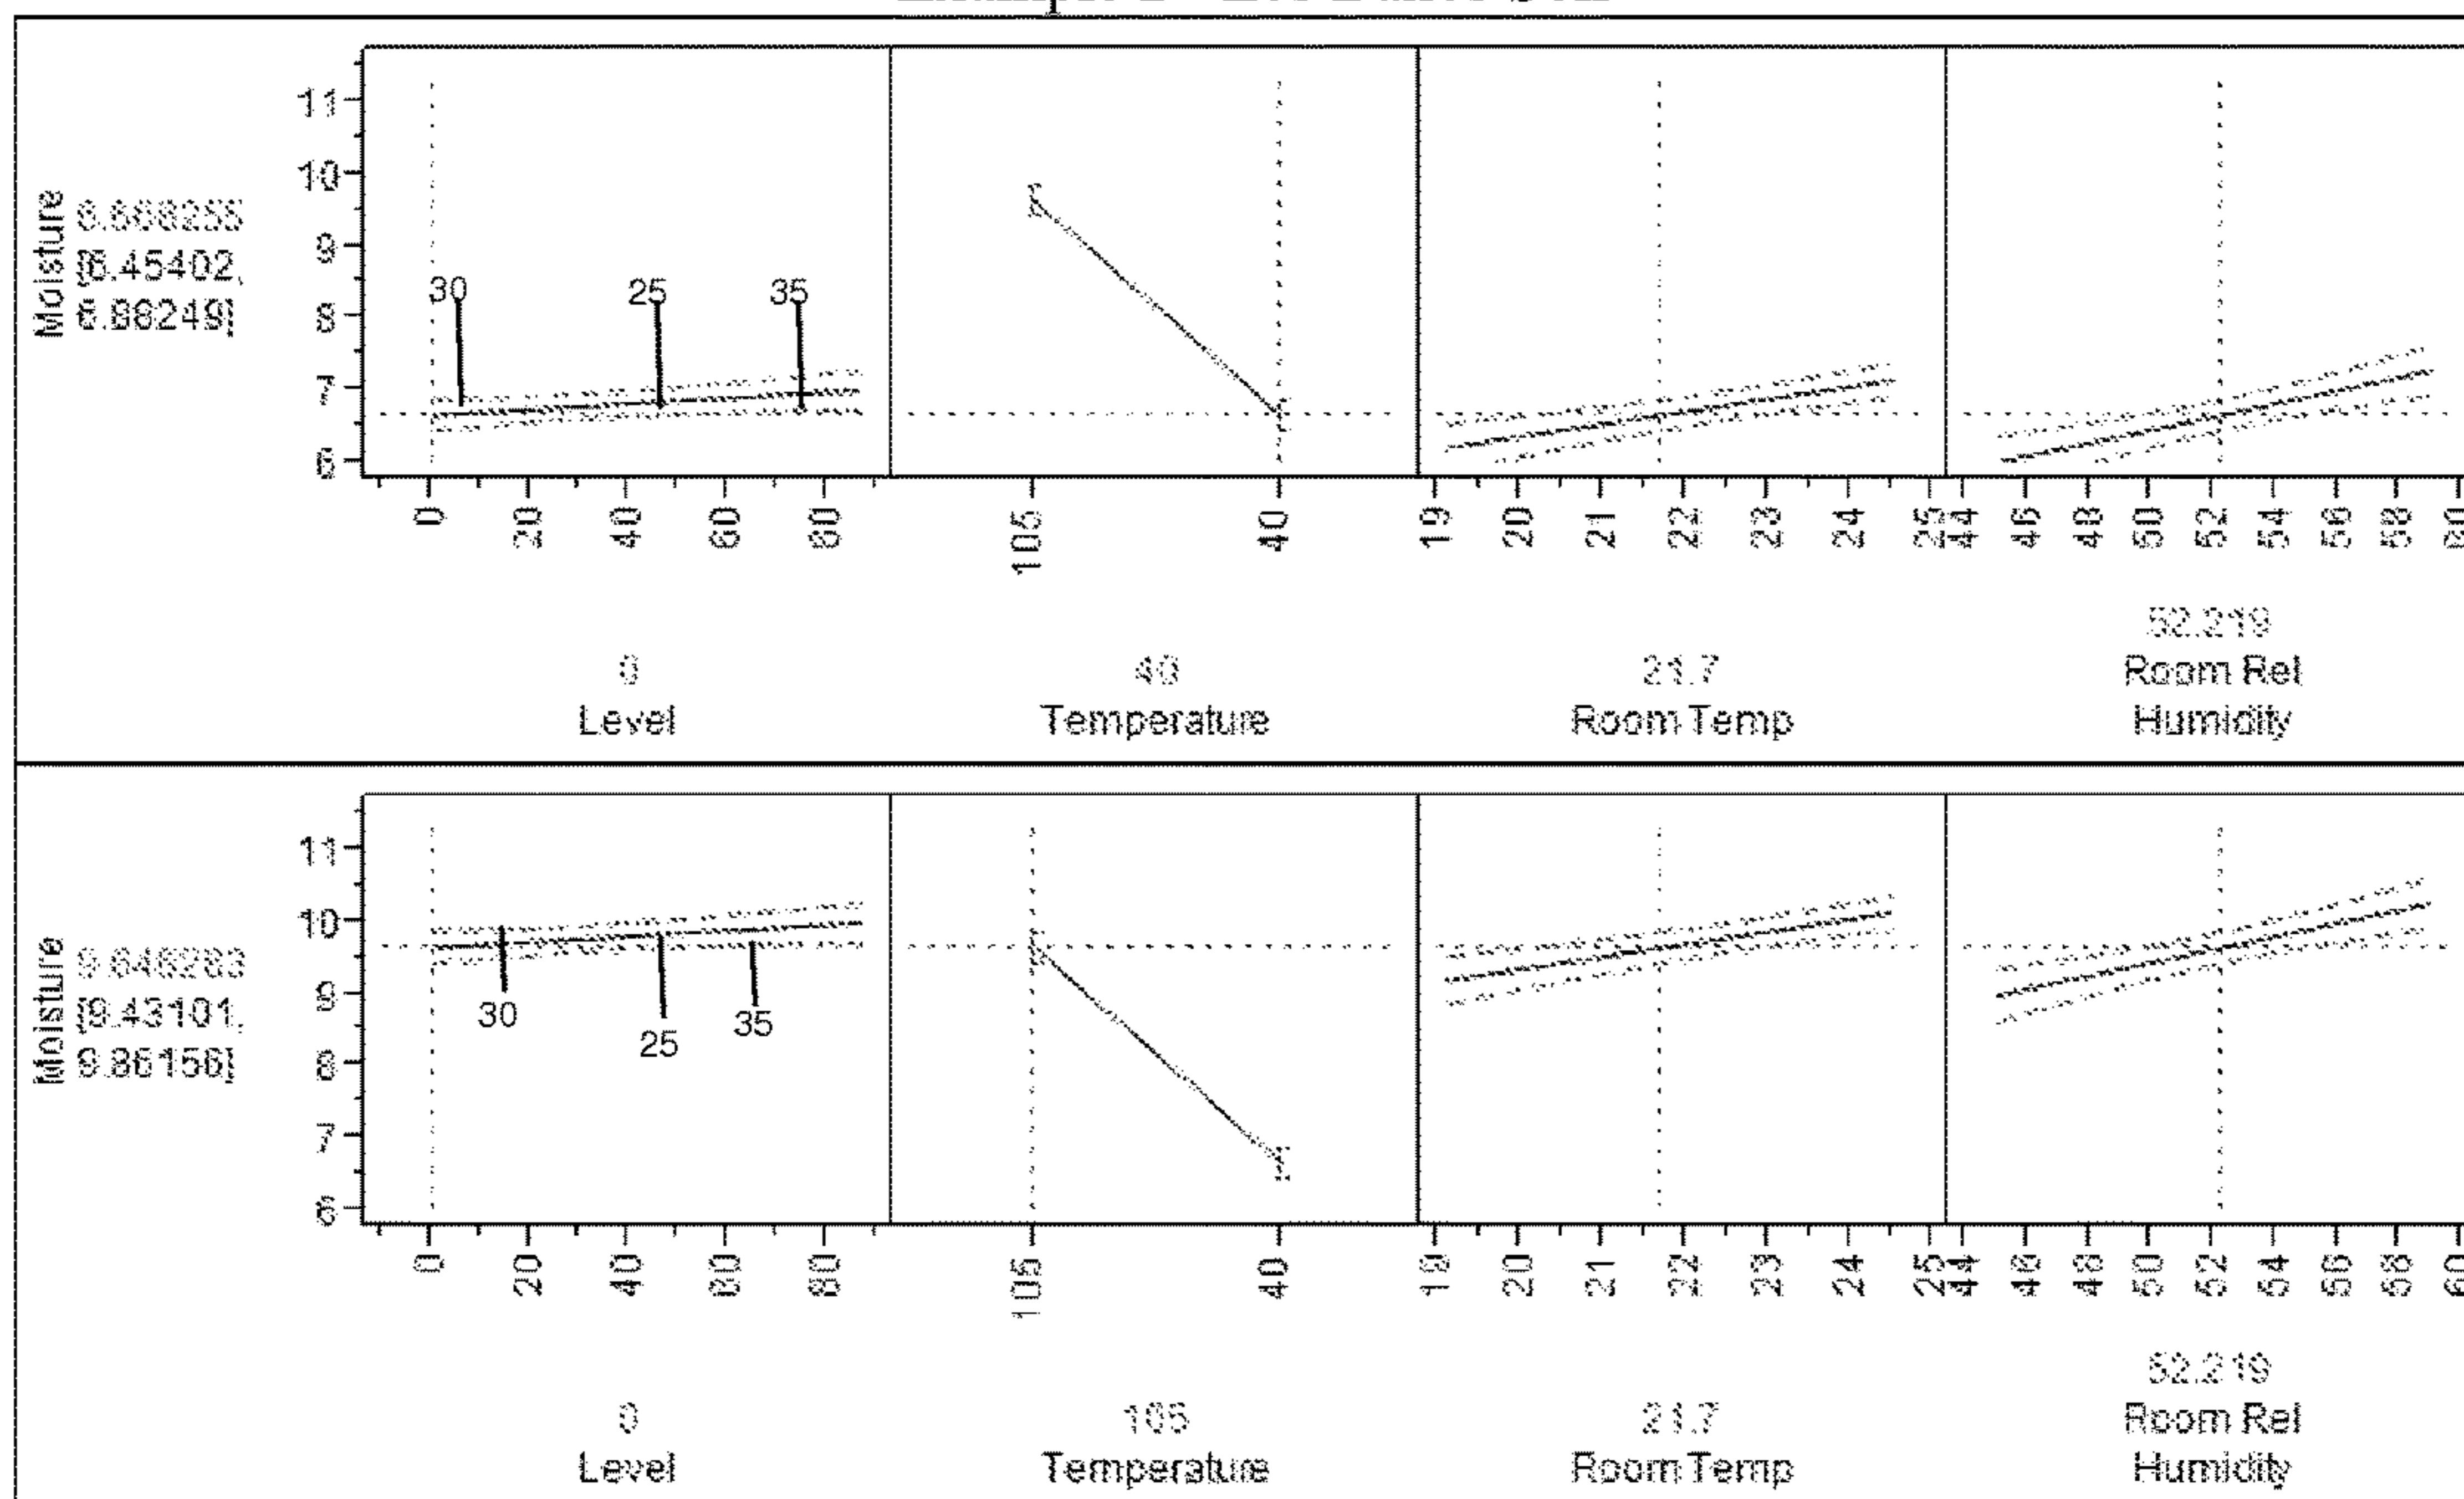 Moisture
[6.45402,
6.88249]
11
10
9
8
7
6
30 25 35
0 20 40 60 80
105 40
19 20 21 22 23 24 25
44 46 48 50 52 54 56 58 60
52.219
0 40 21.7 Room Rel
Level Temperature Room Temp Humidity
Moisture
9.646283
[9.43101,
9.86156]
11
10
9
8
7
6
30 25 35
0 20 40 60 80
105 40
19 20 21 22 23 24 25
44 46 48 50 52 54 56 58 60
52.219
0 105 21.7 Room Rel
Level Temperature Room Temp Humidity